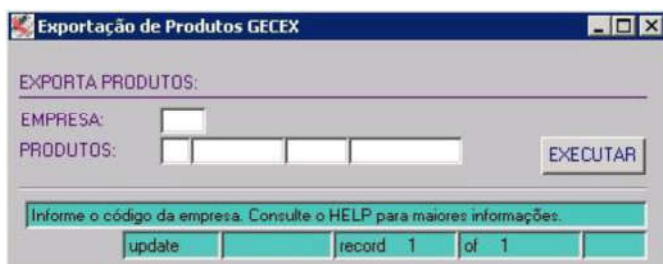 Exportação de Produtos GECEX
EXPORTA PRODUTOS:
EMPRESA:
PRODUTOS:
EXECUTAR
Informe o código da empresa. Consulte o HELP para maiores informações.
update record 1 of 1